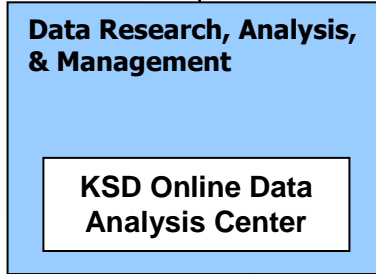 Data Research, Analysis,
& Management
KSD Online Data
Analysis Center